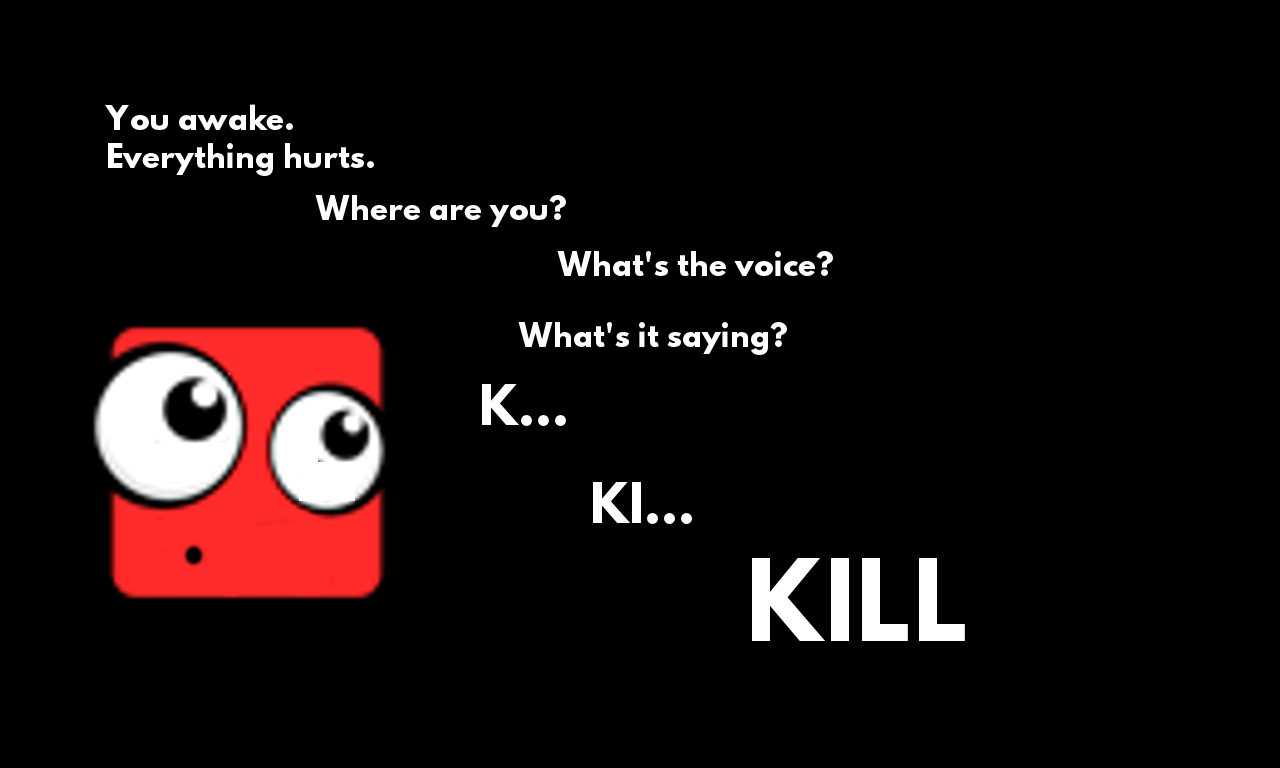 You awake.
Everything hurts.
Where are you?
What's the voice?
What's it saying?
K...
KI...
KILL